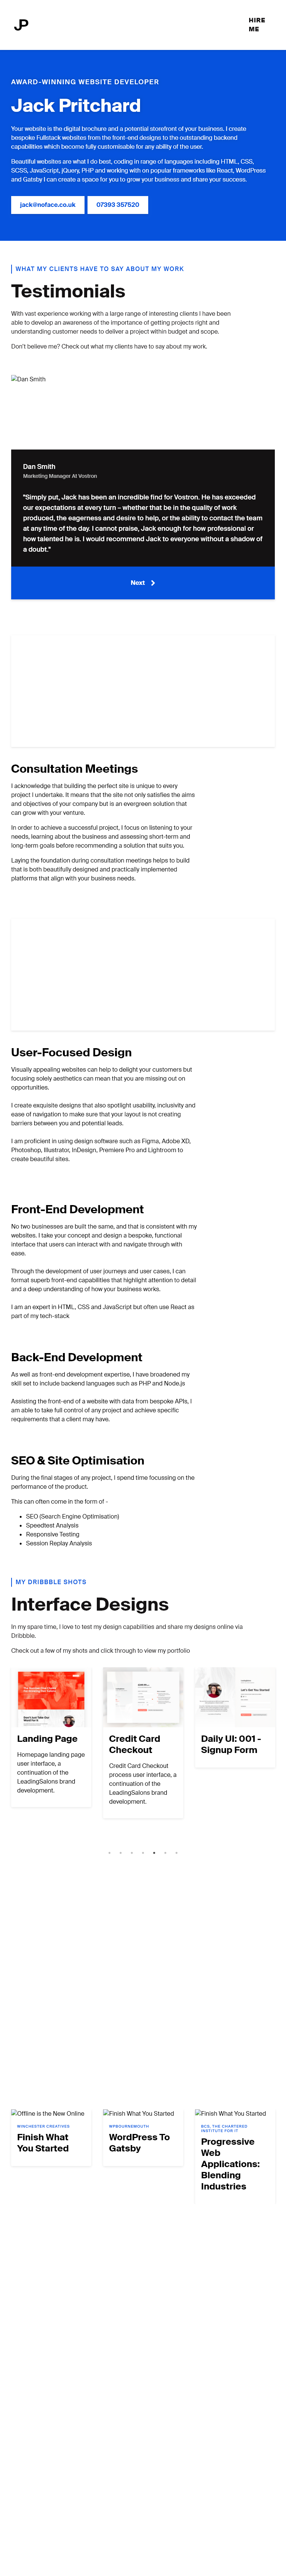 JP
HIRE
ME
AWARD-WINNING WEBSITE DEVELOPER
Jack Pritchard
Your website is the digital brochure and a potential storefront of your business. I create
bespoke Fullstack websites from the front-end designs to the outstanding backend
capabilities which become fully customisable for any ability of the user.
Beautiful websites are what I do best, coding in range of languages including HTML, CSS,
SCSS, JavaScript, jQuery, PHP and working with on popular frameworks like React, WordPress
and Gatsby I can create a space for you to grow your business and share your success.
jack@noface.co.uk
07393 357520
WHAT MY CLIENTS HAVE TO SAY ABOUT MY WORK
Testimonials
With vast experience working with a large range of interesting clients I have been
able to develop an awareness of the importance of getting projects right and
understanding customer needs to deliver a project within budget and scope.
Don't believe me? Check out what my clients have to say about my work.
Dan Smith
Dan Smith
Marketing Manager At Vostron
"Simply put, Jack has been an incredible find for Vostron. He has exceeded
our expectations at every turn – whether that be in the quality of work
produced, the eagerness and desire to help, or the ability to contact the team
at any time of the day. I cannot praise, Jack enough for how professional or
how talented he is. I would recommend Jack to everyone without a shadow of
a doubt."
Next
Consultation Meetings
I acknowledge that building the perfect site is unique to every
project I undertake. It means that the site not only satisfies the aims
and objectives of your company but is an evergreen solution that
can grow with your venture.
In order to achieve a successful project, I focus on listening to your
needs, learning about the business and assessing short-term and
long-term goals before recommending a solution that suits you.
Laying the foundation during consultation meetings helps to build
that is both beautifully designed and practically implemented
platforms that align with your business needs.
User-Focused Design
Visually appealing websites can help to delight your customers but
focusing solely aesthetics can mean that you are missing out on
opportunities.
I create exquisite designs that also spotlight usability, inclusivity and
ease of navigation to make sure that your layout is not creating
barriers between you and potential leads.
I am proficient in using design software such as Figma, Adobe XD,
Photoshop, Illustrator, InDesign, Premiere Pro and Lightroom to
create beautiful sites.
Front-End Development
No two businesses are built the same, and that is consistent with my
websites. I take your concept and design a bespoke, functional
interface that users can interact with and navigate through with
ease.
Through the development of user journeys and user cases, I can
format superb front-end capabilities that highlight attention to detail
and a deep understanding of how your business works.
I am an expert in HTML, CSS and JavaScript but often use React as
part of my tech-stack
Back-End Development
As well as front-end development expertise, I have broadened my
skill set to include backend languages such as PHP and Node.js
Assisting the front-end of a website with data from bespoke APIs, I
am able to take full control of any project and achieve specific
requirements that a client may have.
SEO & Site Optimisation
During the final stages of any project, I spend time focussing on the
performance of the product.
This can often come in the form of -
SEO (Search Engine Optimisation)
Speedtest Analysis
Responsive Testing
Session Replay Analysis
MY DRIBBBLE SHOTS
Interface Designs
In my spare time, I love to test my design capabilities and share my designs online via
Dribbble.
Check out a few of my shots and click through to view my portfolio
Landing Page
Homepage landing page
user interface, a
continuation of the
LeadingSalons brand
development.
Credit Card
Checkout
Credit Card Checkout
process user interface, a
continuation of the
LeadingSalons brand
development.
Daily UI: 001 -
Signup Form
Offline is the New Online
WINCHESTER CREATIVES
Finish What
You Started
Finish What You Started
WPBOURNEMOUTH
WordPress To
Gatsby
Finish What You Started
BCS, THE CHARTERED
INSTITUTE FOR IT
Progressive
Web
Applications:
Blending
Industries